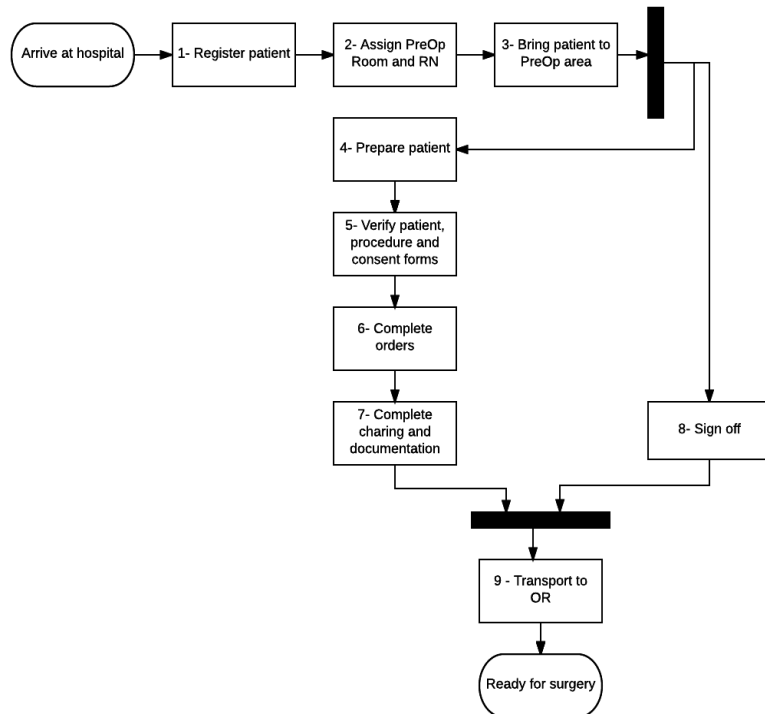 Arrive at hospital
1- Register patient
2- Assign PreOp
Room and RN
3- Bring patient to
PreOp area
4- Prepare patient
5- Verify patient,
procedure and
consent forms
6- Complete
orders
7- Complete
charing and
documentation
8- Sign off
9 - Transport to
OR
Ready for surgery